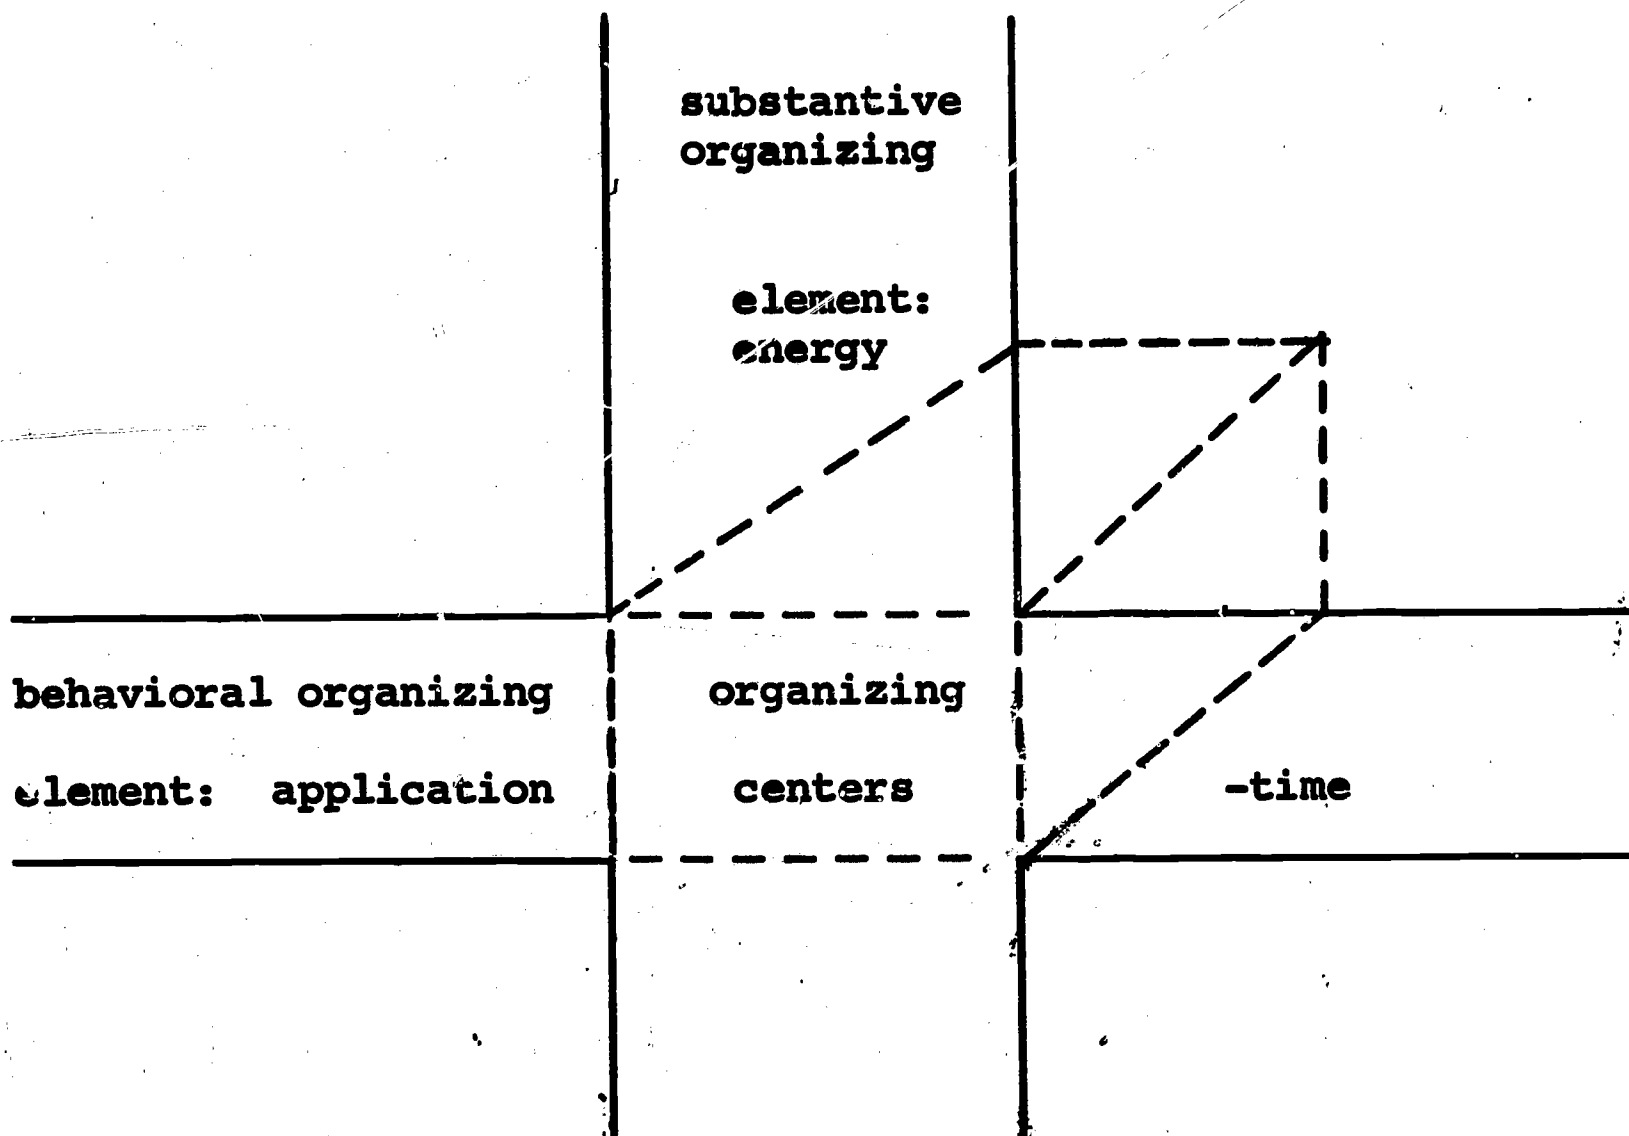 substantive
organizing
element:
energy
behavioral organizing
organizing
element: application
centers
-time